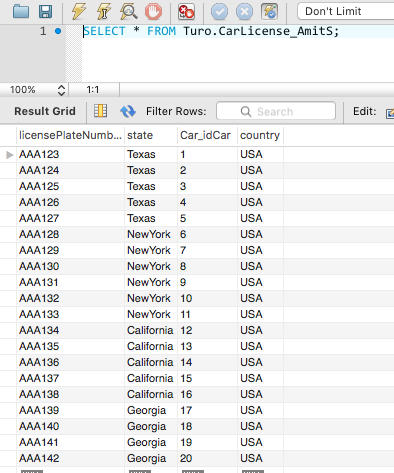 Don't Limit
1 SELECT * FROM Turo.CarLicense_AmitS;
100% 1:1
Result Grid Filter Rows: Search Edit:
licensePlateNumb... state Car_idCar country
AAA123 Texas 1 USA
AAA124 Texas 2 USA
AAA125 Texas 3 USA
AAA126 Texas 4 USA
AAA127 Texas 5 USA
AAA128 NewYork 6 USA
AAA129 NewYork 7 USA
AAA130 NewYork 8 USA
AAA131 NewYork 9 USA
AAA132 NewYork 10 USA
AAA133 NewYork 11 USA
AAA134 California 12 USA
AAA135 California 13 USA
AAA136 California 14 USA
AAA137 California 15 USA
AAA138 California 16 USA
AAA139 Georgia 17 USA
AAA140 Georgia 18 USA
AAA141 Georgia 19 USA
AAA142 Georgia 20 USA